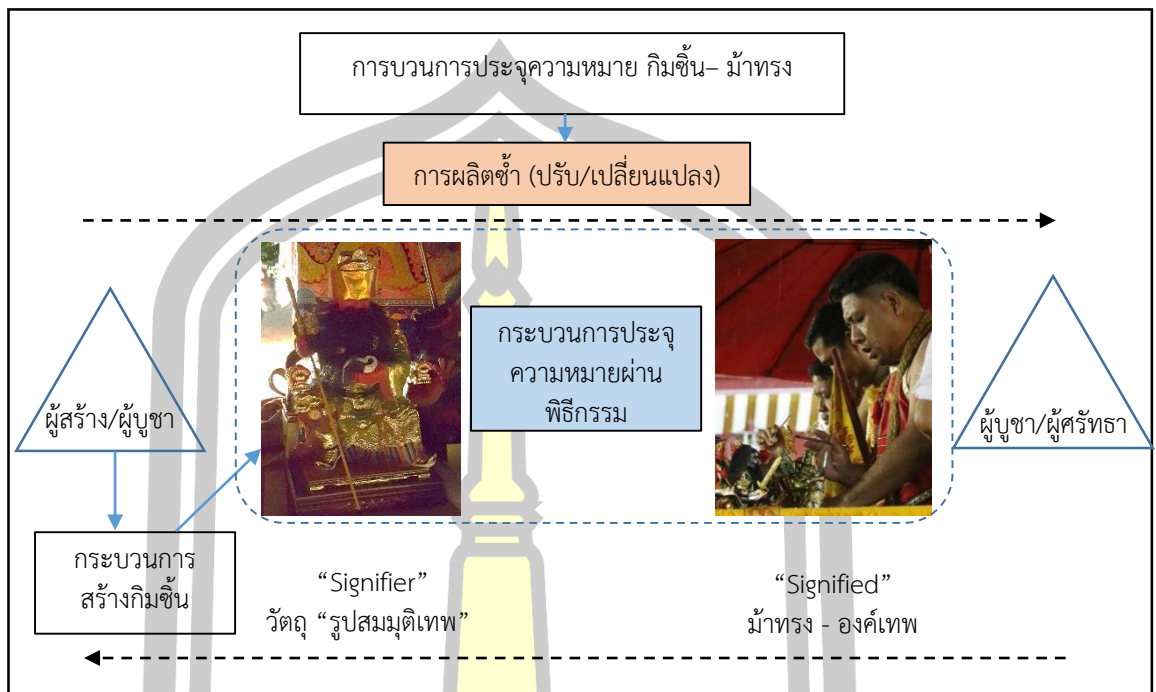 การบวนการประจุความหมาย กิมซิ้น– ม้าทรง
การผลิตซ้ำ (ปรับ/เปลี่ยนแปลง)
กระบวนการประจุ
ความหมายผ่าน
พิธีกรรม
ผู้สร้าง/ผู้บูชา
ผู้บูชา/ผู้ศรัทธา
กระบวนการ
สร้างกิมซิ้น
“Signifier”
วัตถุ “รูปสมมุติเทพ”
“Signified”
ม้าทรง - องค์เทพ